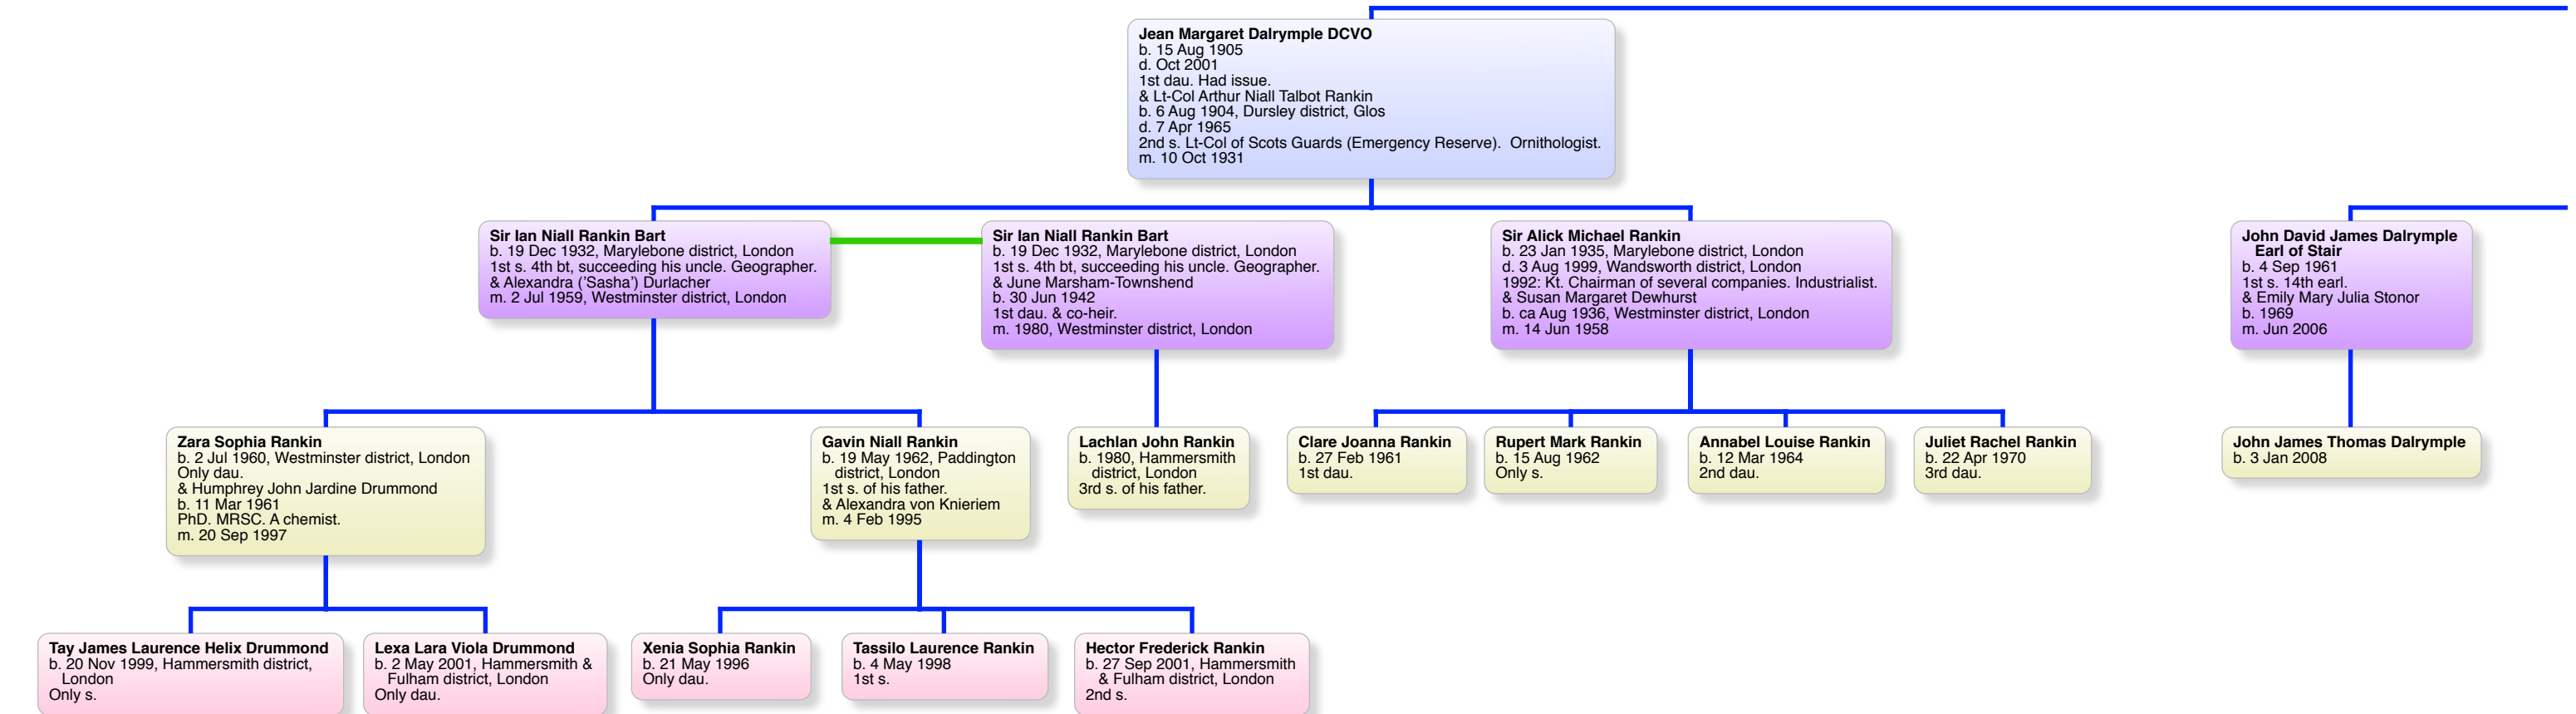 Jean Margaret Dalrymple DCVO
b. 15 Aug 1905
d. Oct 2001
1st dau. Had issue.
& Lt-Col Arthur Niall Talbot Rankin
b. 6 Aug 1904, Dursley district, Glos
d. 7 Apr 1965
2nd s. Lt-Col of Scots Guards (Emergency Reserve).  Ornithologist.
m. 10 Oct 1931
Sir Ian Niall Rankin Bart
b. 19 Dec 1932, Marylebone district, London
1st s. 4th bt, succeeding his uncle. Geographer.
& Alexandra ('Sasha') Durlacher
m. 2 Jul 1959, Westminster district, London
Sir Ian Niall Rankin Bart
b. 19 Dec 1932, Marylebone district, London
1st s. 4th bt, succeeding his uncle. Geographer.
& June Marsham-Townshend
b. 30 Jun 1942
1st dau. & co-heir.
m. 1980, Westminster district, London
Sir Alick Michael Rankin
b. 23 Jan 1935, Marylebone district, London
d. 3 Aug 1999, Wandsworth district, London
1992: Kt. Chairman of several companies. Industrialist.
& Susan Margaret Dewhurst
b. ca Aug 1936, Westminster district, London
m. 14 Jun 1958
John David James Dalrymple
Earl of Stair
b. 4 Sep 1961
1st s. 14th earl.
& Emily Mary Julia Stonor
b. 1969
m. Jun 2006
Zara Sophia Rankin
b. 2 Jul 1960, Westminster district, London
Only dau.
& Humphrey John Jardine Drummond
b. 11 Mar 1961
PhD. MRSC. A chemist.
m. 20 Sep 1997
Gavin Niall Rankin
b. 19 May 1962, Paddington
district, London
1st s. of his father.
& Alexandra von Knieriem
m. 4 Feb 1995
Lachlan John Rankin
b. 1980, Hammersmith
district, London
3rd s. of his father.
Clare Joanna Rankin
b. 27 Feb 1961
1st dau.
Rupert Mark Rankin
b. 15 Aug 1962
Only s.
Annabel Louise Rankin
b. 12 Mar 1964
2nd dau.
Juliet Rachel Rankin
b. 22 Apr 1970
3rd dau.
John James Thomas Dalrymple
b. 3 Jan 2008
Tay James Laurence Helix Drummond
b. 20 Nov 1999, Hammersmith district,
London
Only s.
Lexa Lara Viola Drummond
b. 2 May 2001, Hammersmith &
Fulham district, London
Only dau.
Xenia Sophia Rankin
b. 21 May 1996
Only dau.
Tassilo Laurence Rankin
b. 4 May 1998
1st s.
Hector Frederick Rankin
b. 27 Sep 2001, Hammersmith
& Fulham district, London
2nd s.